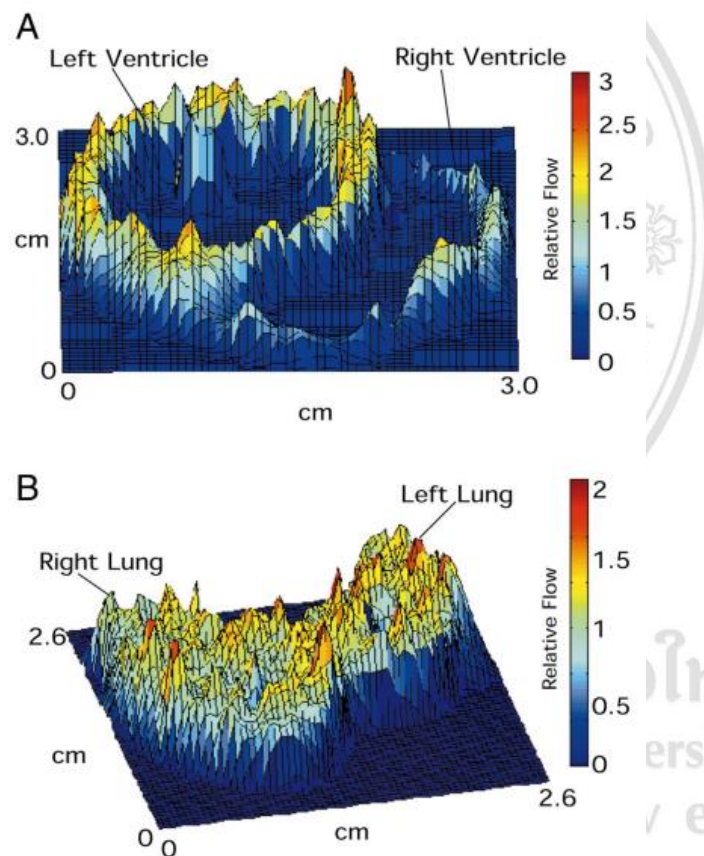 A
Left Ventricle
Right Ventricle
3.0
cm
0
0
cm
3.0
3
2.5
2
1.5
1
0.5
0
Relative Flow
B
Left Lung
Right Lung
2.6
cm
0
0
cm
2.6
2
1.5
1
0.5
0
Relative Flow